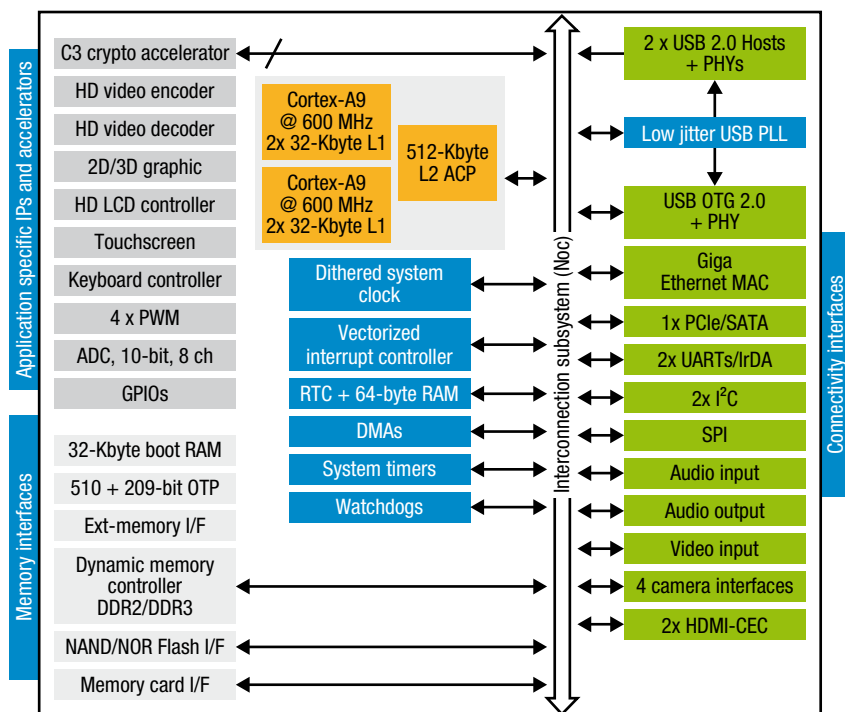 Application specific IPs and accelerators
C3 crypto accelerator
HD video encoder
HD video decoder
2D/3D graphic
HD LCD controller
Touchscreen
Keyboard controller
4 x PWM
ADC, 10-bit, 8 ch
GPIOs
Memory interfaces
32-Kbyte boot RAM
510 + 209-bit OTP
Ext-memory I/F
Dynamic memory
controller
DDR2/DDR3
NAND/NOR Flash I/F
Memory card I/F
Cortex-A9
@ 600 MHz
2x 32-Kbyte L1
Cortex-A9
@ 600 MHz
2x 32-Kbyte L1
512-Kbyte
L2 ACP
Dithered system
clock
Vectorized
interrupt controller
RTC + 64-byte RAM
DMAs
System timers
Watchdogs
Interconnection subsystem (Noc)
2 x USB 2.0 Hosts
+ PHYs
Low jitter USB PLL
USB OTG 2.0
+ PHY
Giga
Ethernet MAC
1x PCIe/SATA
2x UARTs/IrDA
2x I²C
SPI
Audio input
Audio output
Video input
4 camera interfaces
2x HDMI-CEC
Connectivity interfaces